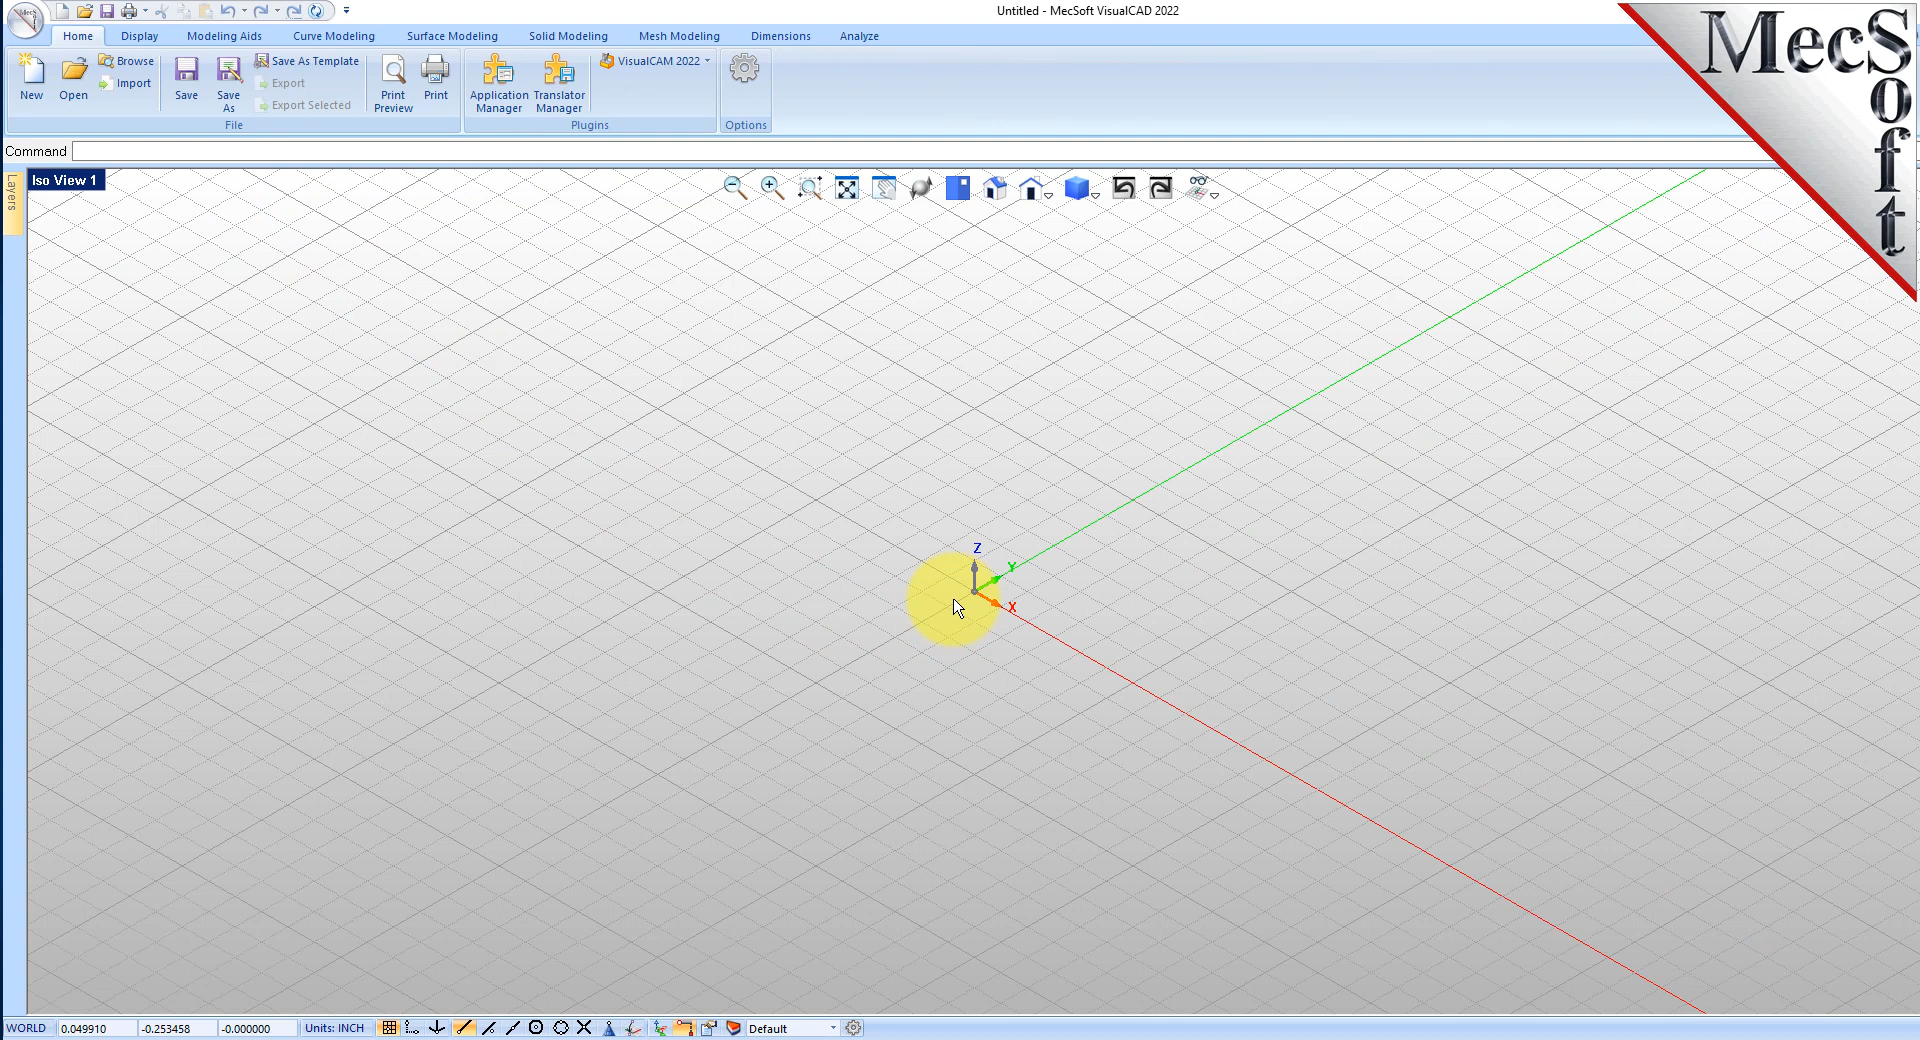 MecSoft
Untitled - MecSoft VisualCAD 2022
Home Display Modeling Aids Curve Modeling Surface Modeling Solid Modeling Mesh Modeling Dimensions Analyze
New Open Browse Import Save Save As Save As Template Export Export Selected Print Preview Print Application Manager Translator Manager VisualCAM 2022
File Plugins Options
Command
Layers
Iso View 1
MecSoft
Z
Y
X
WORLD 0.049910 -0.253458 -0.000000 Units: INCH Default